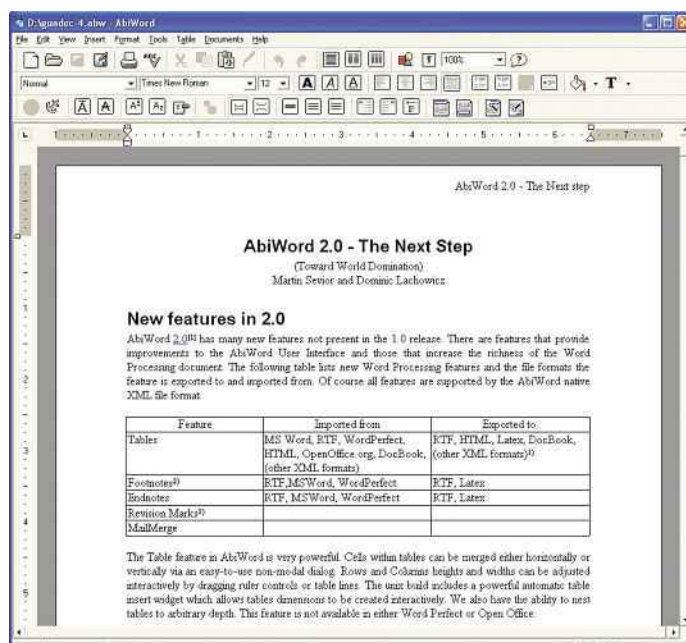 D:\guadec-4.abw - AbiWord
File Edit View Insert Format Tools Table Documents Help
100%
Normal Times New Roman 12
AbiWord 2.0 - The Next step
AbiWord 2.0 - The Next Step
(Toward World Domination)
Martin Sevior and Dominic Lachowicz
New features in 2.0
AbiWord 2.0[1] has many new features not present in the 1.0 release. There are features that provide
improvements to the AbiWord User Interface and those that increase the richness of the Word
Processing document. The following table lists new Word Processing features and the file formats the
feature is exported to and imported from. Of course all features are supported by the AbiWord native
XML file format
Feature Imported from Exported to
Tables MS Word, RTF, WordPerfect, RTF, HTML, Latex, DocBook,
HTML, OpenOffice.org, DocBook, (other XML formats)1)
(other XML formats)
Footnotes2) RTF,MSWord, WordPerfect RTF, Latex
Endnotes RTF, MSWord, WordPerfect RTF, Latex
Revision Marks3)
MailMerge
The Table feature in AbiWord is very powerful. Cells within tables can be merged either horizontally or
vertically via an easy-to-use non-modal dialog. Rows and Columns heights and widths can be adjusted
interactively by dragging ruler controls or table lines. The unix build includes a powerful automatic table
insert widget which allows tables dimensions to be created interactively. We also have the ability to nest
tables to arbitrary depth. This feature is not available in either Word Perfect or Open Office.